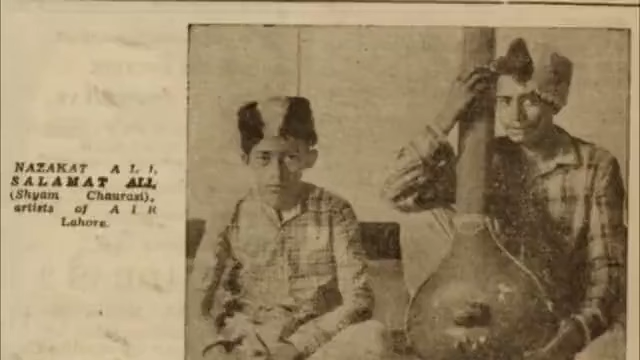 NAZAKAT ALI,
SALAMAT ALI,
(Shyam Chaurasi),
artists of AIR
Lahore.